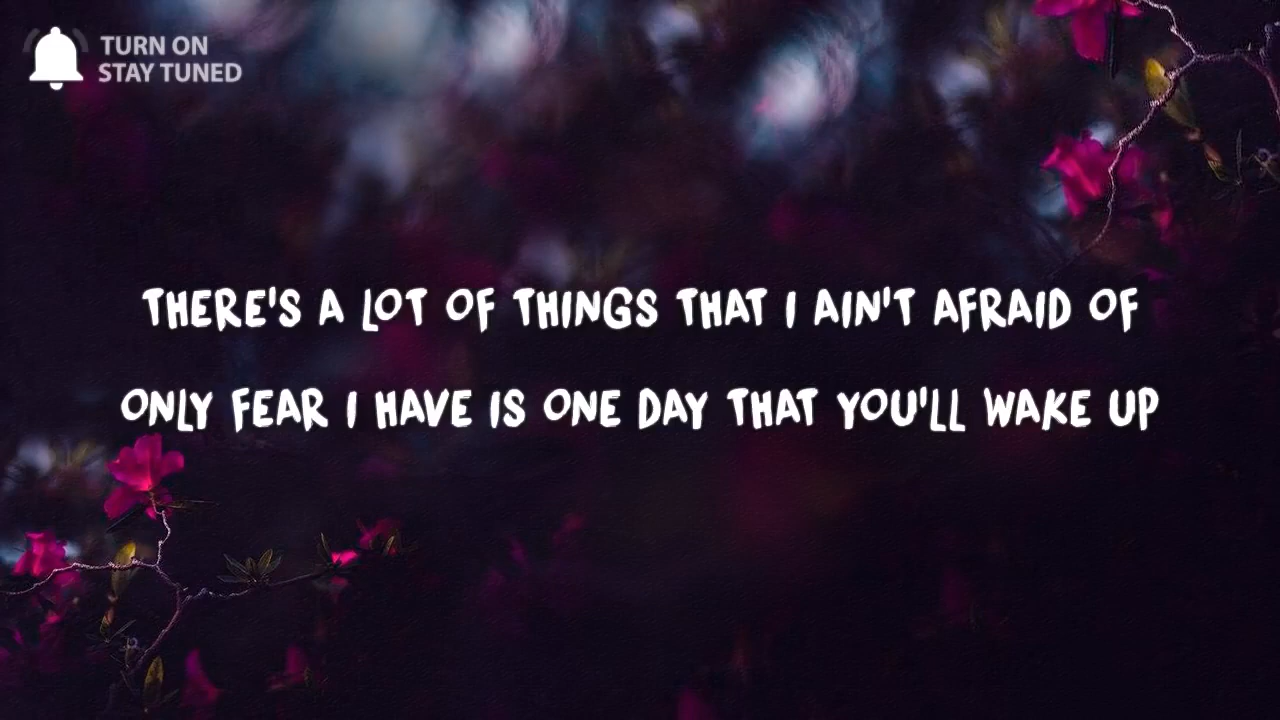 TURN ON
STAY TUNED
THERE'S A LOT OF THINGS THAT I AIN'T AFRAID OF
ONLY FEAR I HAVE IS ONE DAY THAT YOU'LL WAKE UP